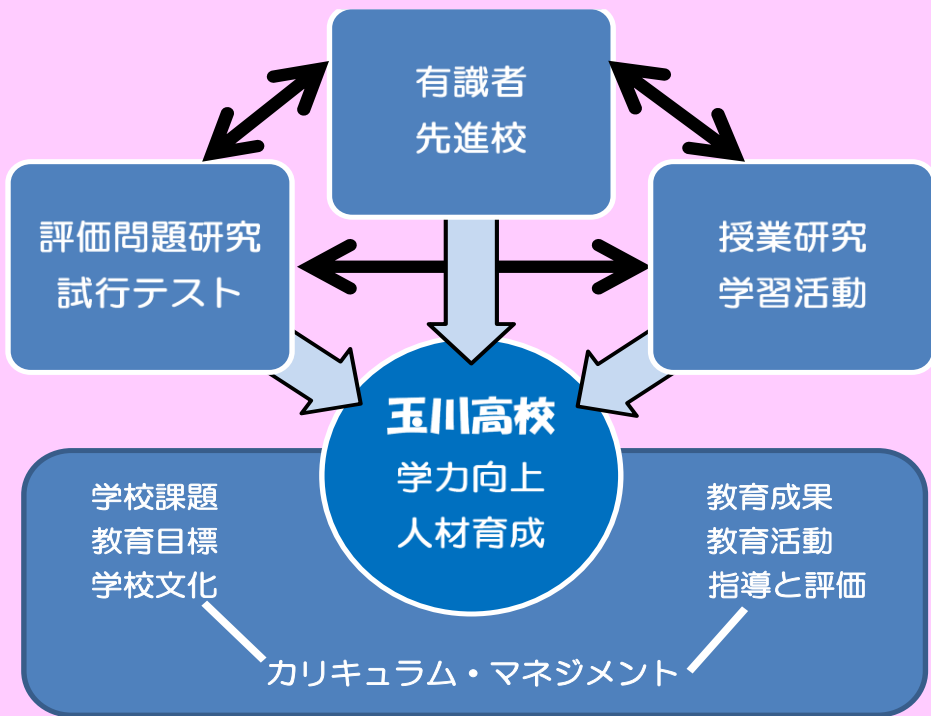 有識者
先進校
評価問題研究
試行テスト
授業研究
学習活動
玉川高校
学力向上
人材育成
学校課題
教育目標
学校文化
教育成果
教育活動
指導と評価
カリキュラム・マネジメント